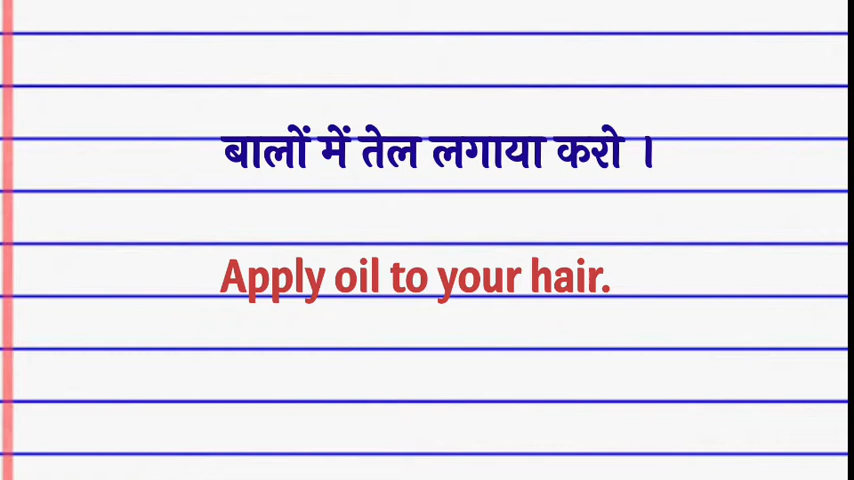 बालों में तेल लगाया करो ।
Apply oil to your hair.